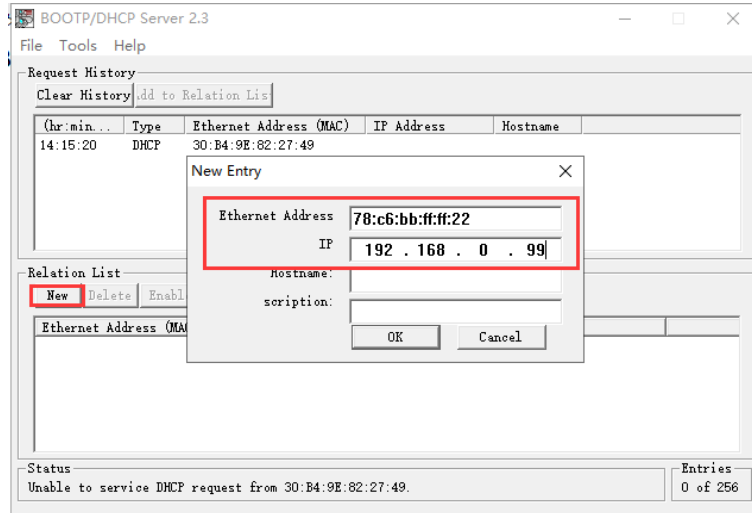 BOOTP/DHCP Server 2.3
File Tools Help
Request History
Clear History dd to Relation Lis
(hr:min... Type Ethernet Address (MAC) IP Address Hostname
14:15:20 DHCP 30:B4:9E:82:27:49
New Entry
Ethernet Address 78:c6:bb:ff:ff:22
IP 192 . 168 . 0 . 99
Hostname:
scription:
OK Cancel
Relation List
New Delete Enabl
Ethernet Address (MA
Status
Unable to service DHCP request from 30:B4:9E:82:27:49.
Entries
0 of 256